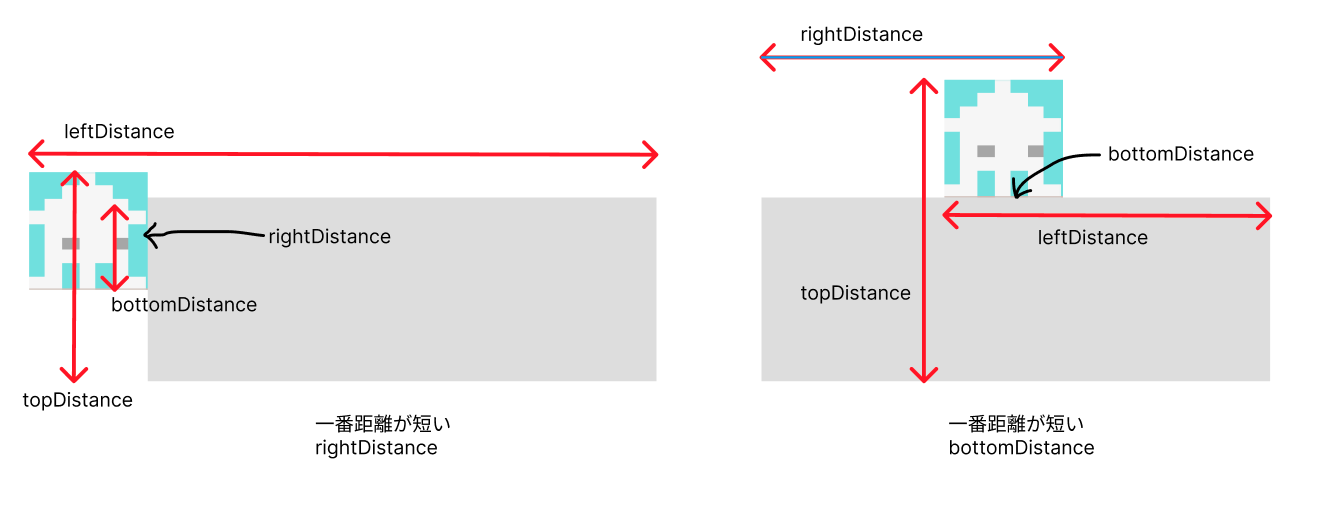 leftDistance
rightDistance
bottomDistance
topDistance
一番距離が短い
rightDistance
rightDistance
bottomDistance
leftDistance
topDistance
一番距離が短い
bottomDistance